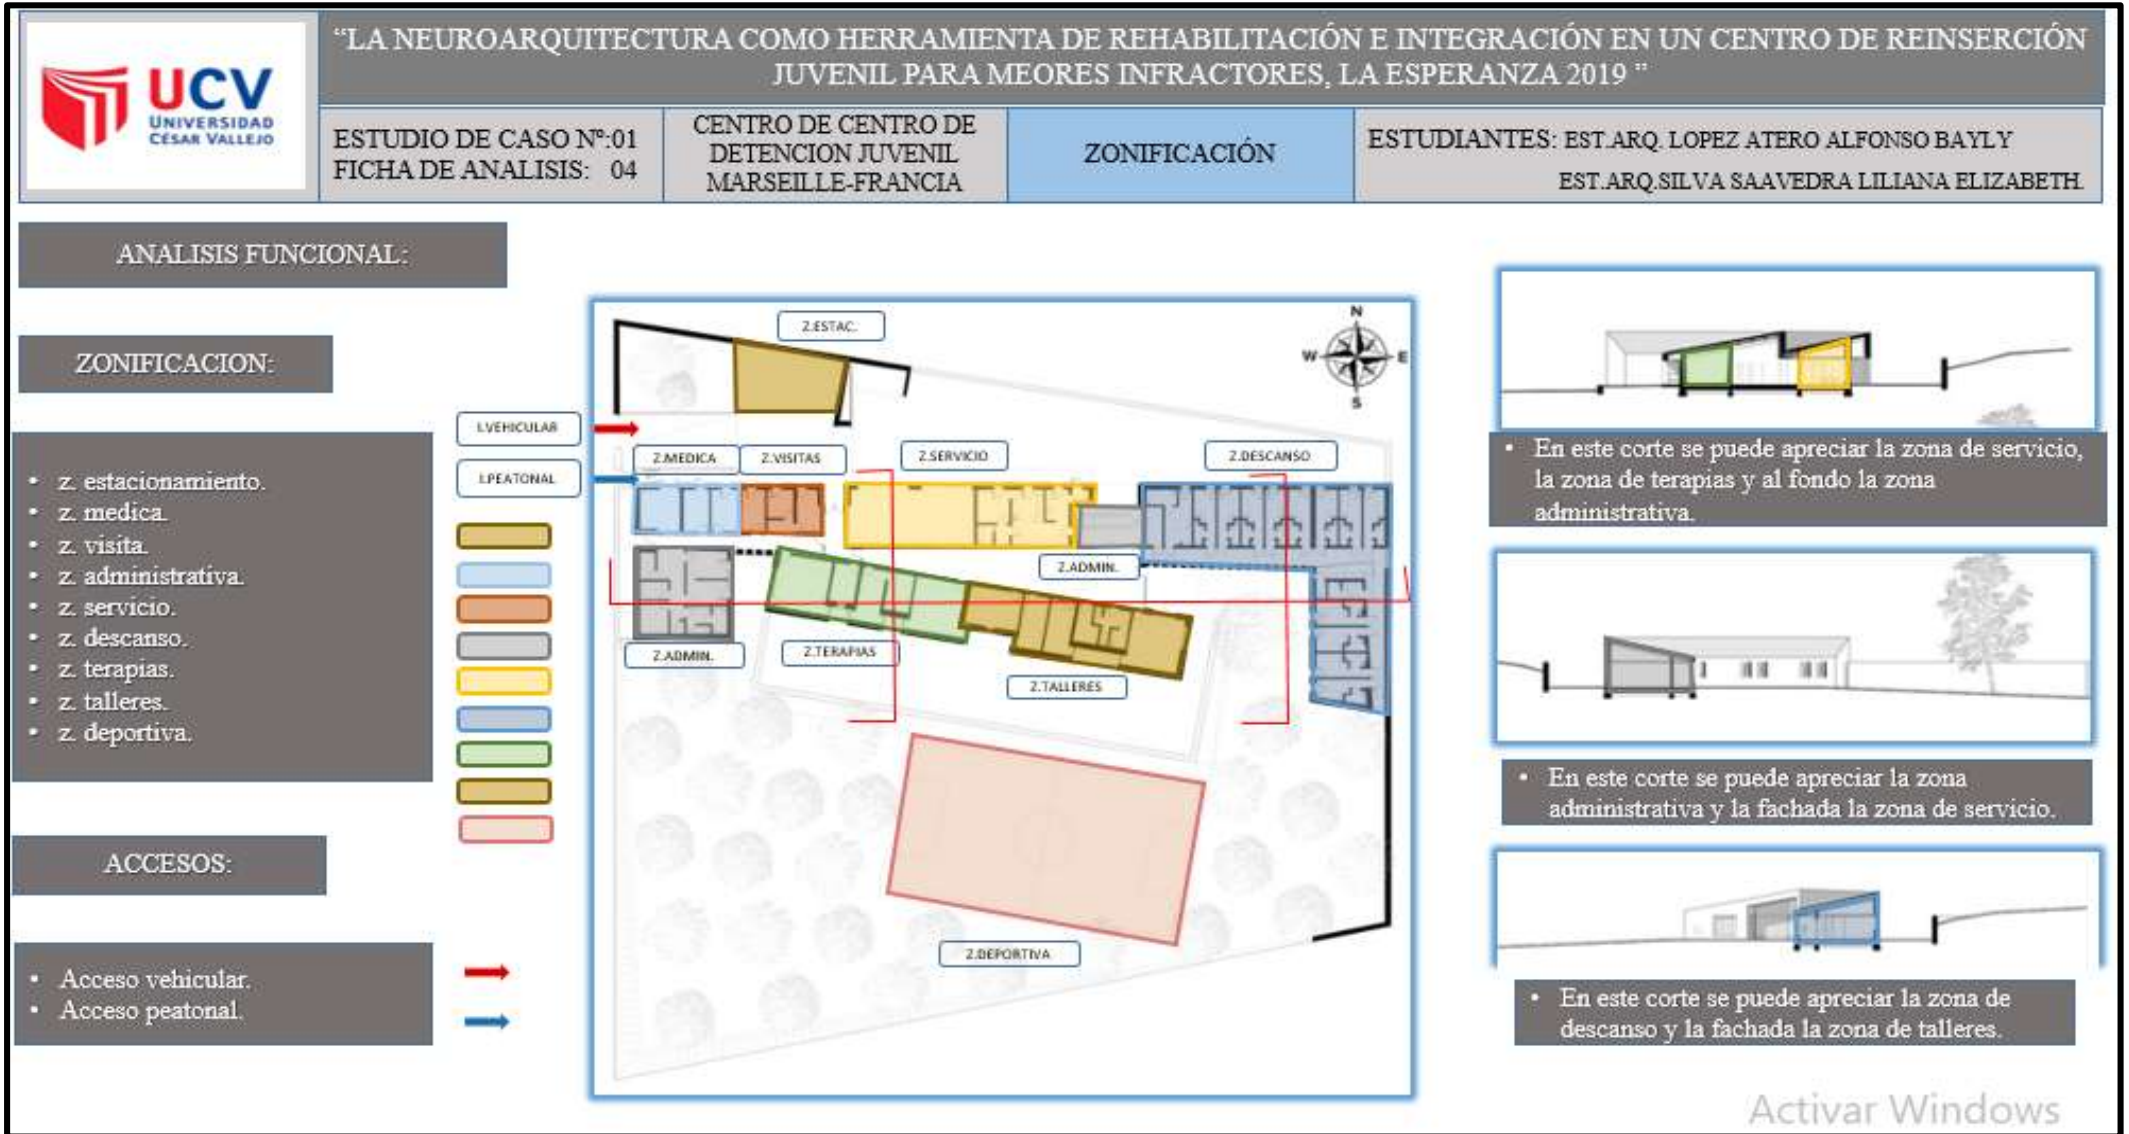 UCV
UNIVERSIDAD
CÉSAR VALLEJO
“LA NEUROARQUITECTURA COMO HERRAMIENTA DE REHABILITACIÓN E INTEGRACIÓN EN UN CENTRO DE REINSERCIÓN
JUVENIL PARA MEORES INFRACTORES, LA ESPERANZA 2019 ”
ESTUDIO DE CASO Nº:01
FICHA DE ANALISIS: 04
CENTRO DE CENTRO DE
DETENCION JUVENIL
MARSEILLE-FRANCIA
ZONIFICACIÓN
ESTUDIANTES: EST.ARQ. LOPEZ ATERO ALFONSO BAYLY
EST.ARQ.SILVA SAAVEDRA LILIANA ELIZABETH.
ANALISIS FUNCIONAL:
ZONIFICACION:
• z. estacionamiento.
• z. medica.
• z. visita.
• z. administrativa.
• z. servicio.
• z. descanso.
• z. terapias.
• z. talleres.
• z. deportiva.
ACCESOS:
• Acceso vehicular.
• Acceso peatonal.
I.VEHICULAR
I.PEATONAL
Z.ESTAC.
N
W
E
S
Z.MEDICA
Z.VISITAS
Z.SERVICIO
Z.DESCANSO
Z.ADMIN.
Z.ADMIN.
Z.TERAPIAS
Z.TALLERES
Z.DEPORTIVA
• En este corte se puede apreciar la zona de servicio,
la zona de terapias y al fondo la zona
administrativa.
• En este corte se puede apreciar la zona
administrativa y la fachada la zona de servicio.
• En este corte se puede apreciar la zona de
descanso y la fachada la zona de talleres.
Activar Windows